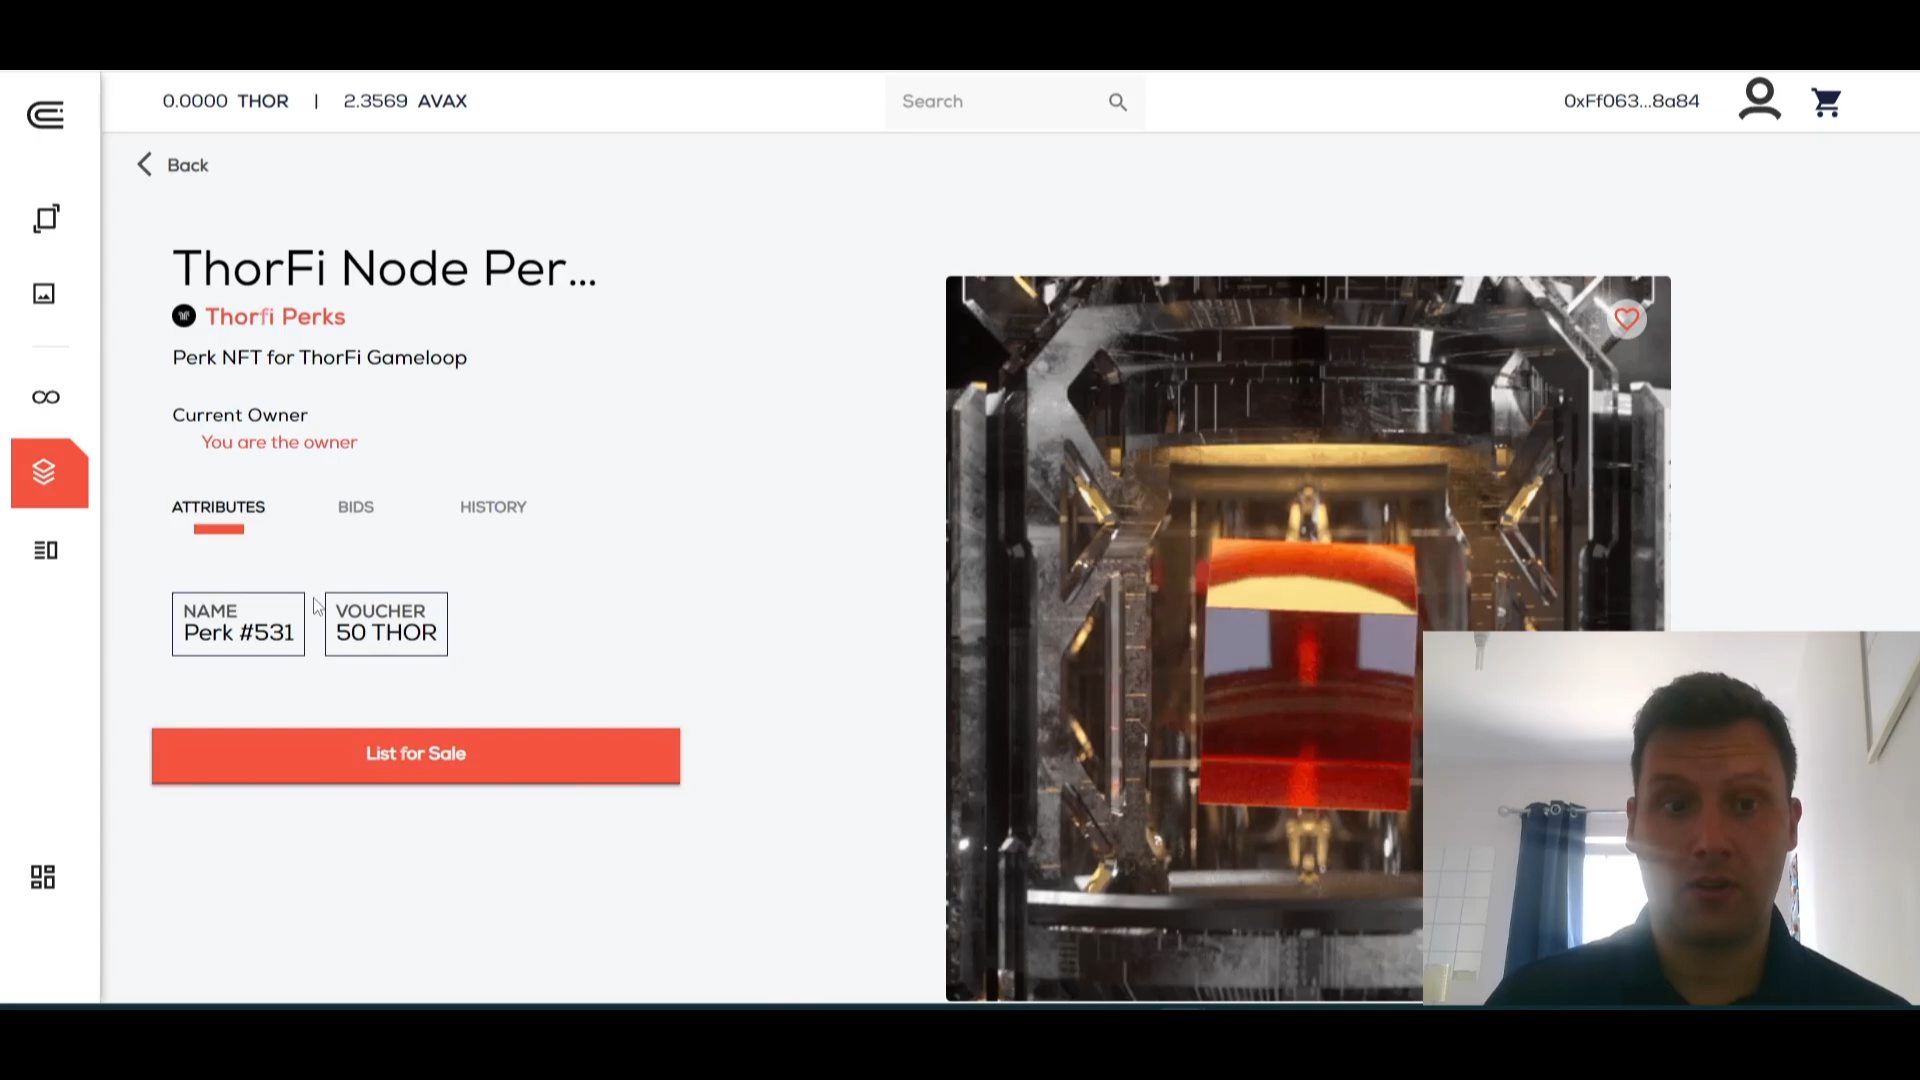 0.0000 THOR | 2.3569 AVAX
Search
0xFf063...8a84
Back
ThorFi Node Per...
Thorfi Perks
Perk NFT for ThorFi Gameloop
Current Owner
You are the owner
ATTRIBUTES BIDS HISTORY
NAME
Perk #531
VOUCHER
50 THOR
List for Sale